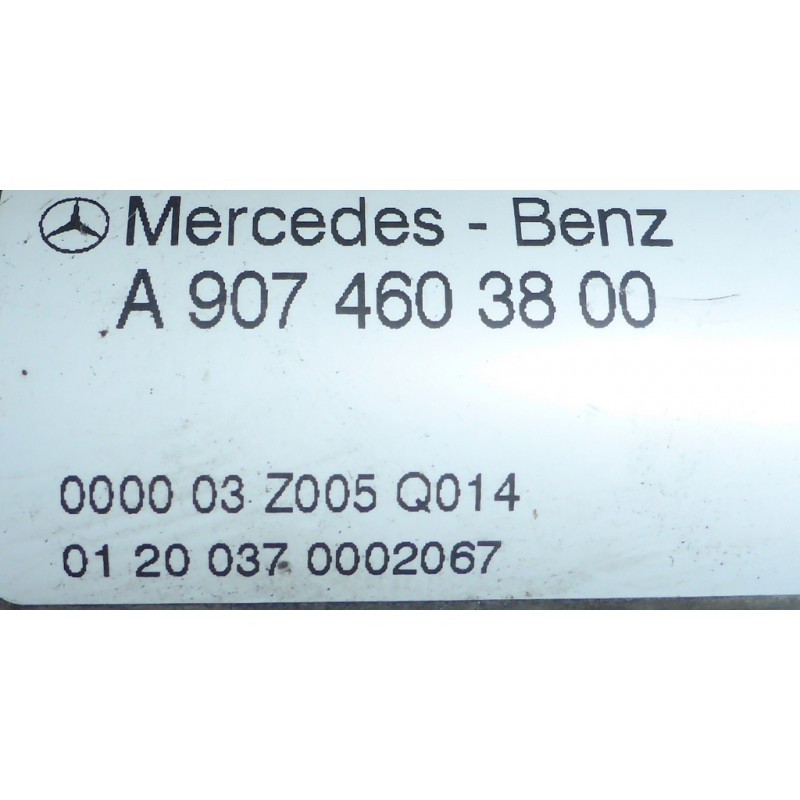 Mercedes - Benz
A 907 460 38 00
0000 03 Z005 Q014
01 20 037 0002067